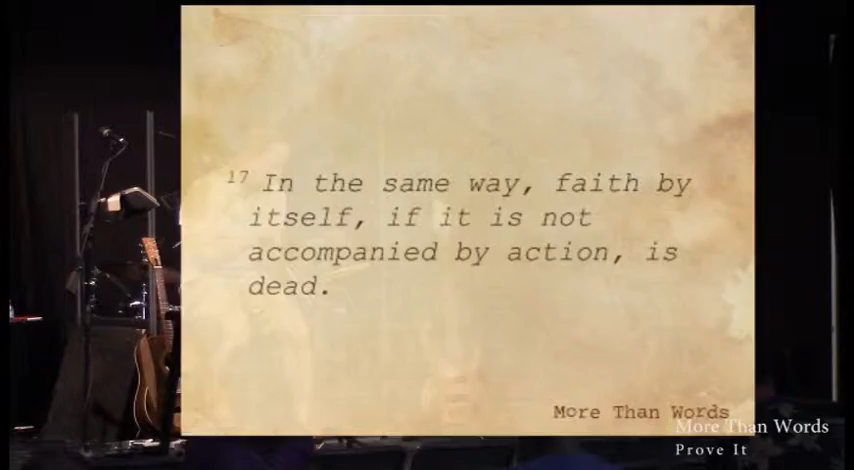 17 In the same way, faith by
itself, if it is not
accompanied by action, is
dead.
More Than Words
More Than Words
Prove It